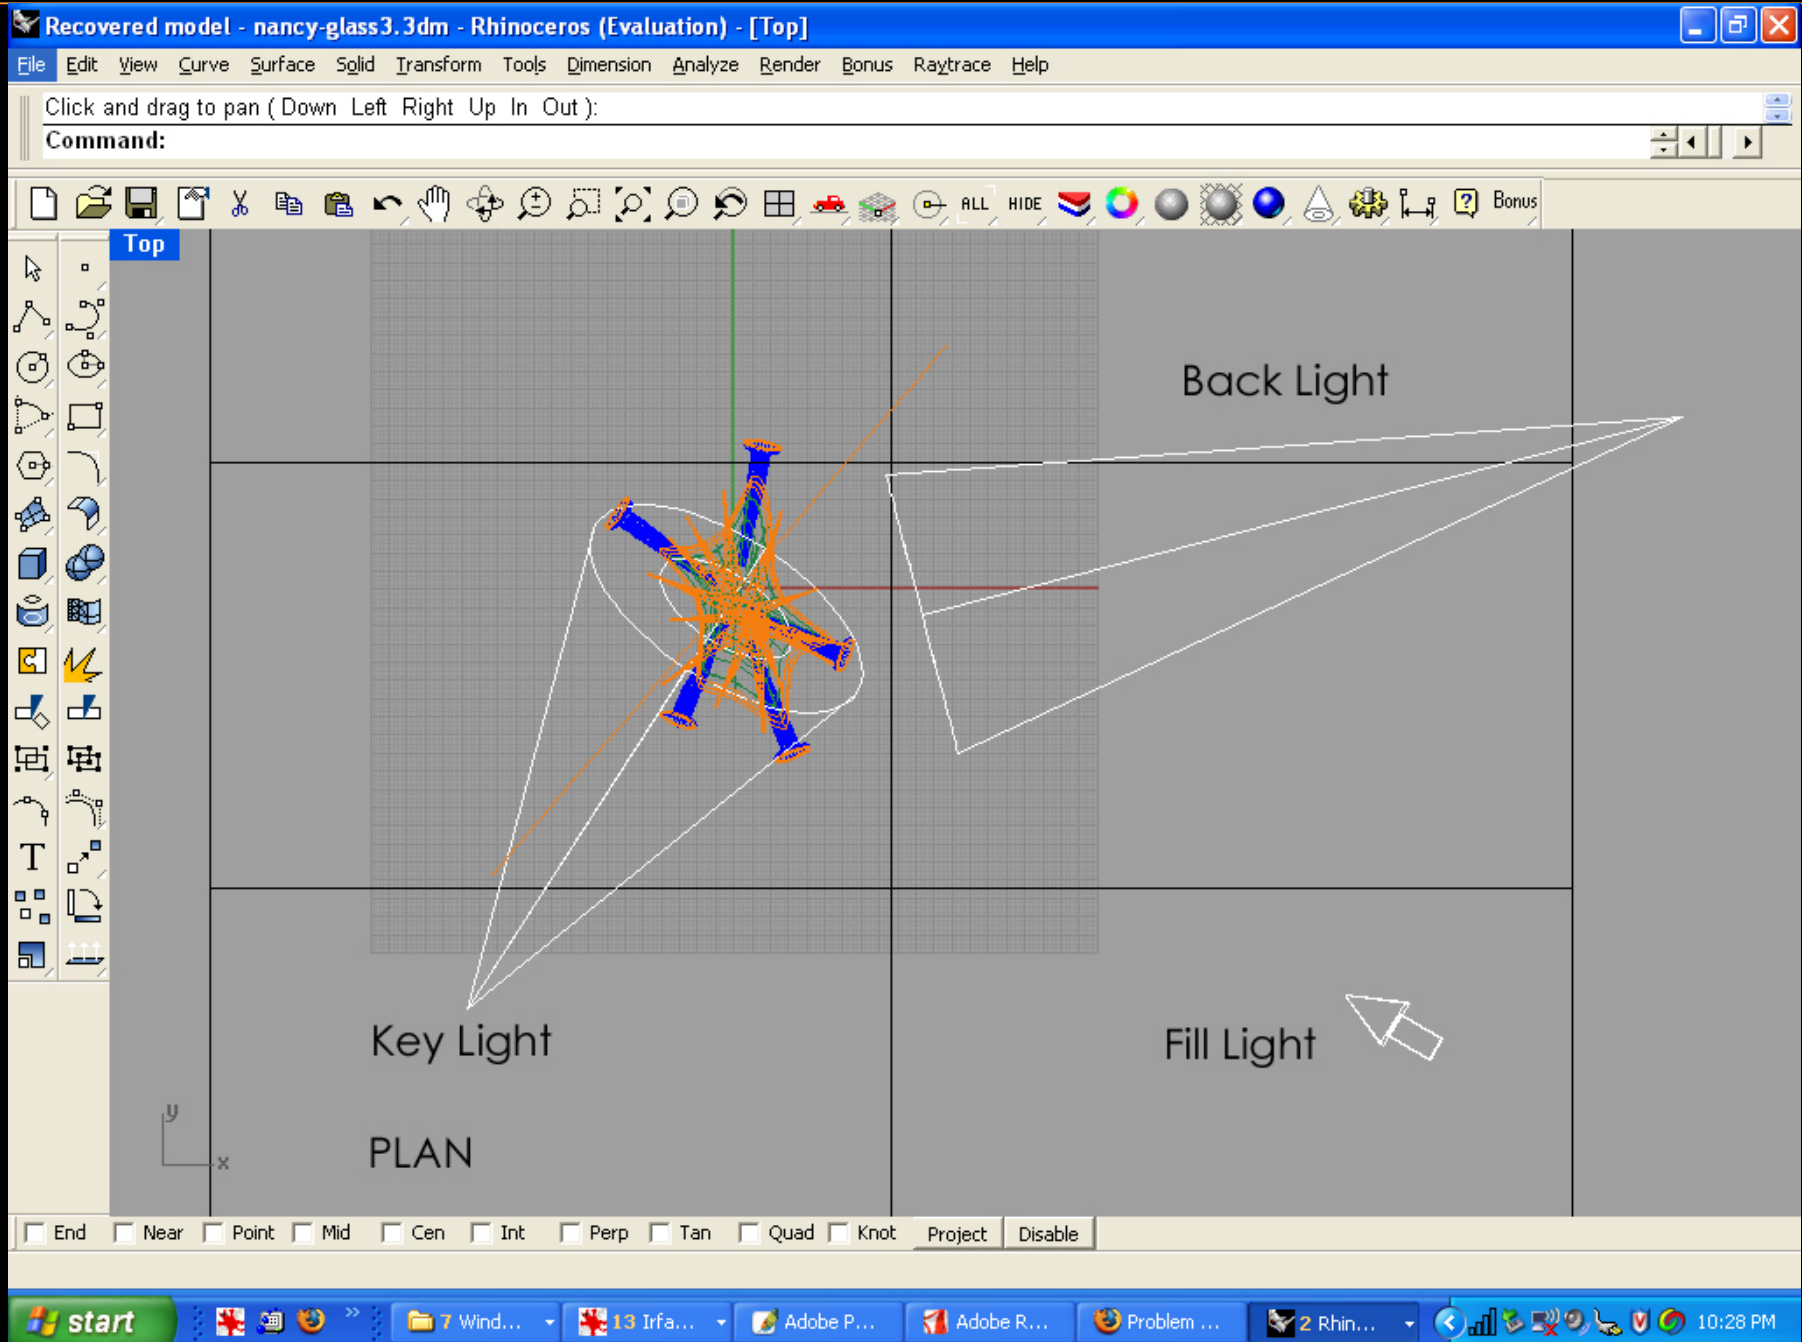 Recovered model - nancy-glass3.3dm - Rhinoceros (Evaluation) - [Top]
File Edit View Curve Surface Solid Transform Tools Dimension Analyze Render Bonus Raytrace Help
Click and drag to pan ( Down Left Right Up In Out ):
Command:
ALL HIDE Bonus
Top
Back Light
Key Light
Fill Light
PLAN
y
x
T
End Near Point Mid Cen Int Perp Tan Quad Knot Project Disable
start 7 Wind... 13 Irfa... Adobe P... Adobe R... Problem ... 2 Rhin... 10:28 PM